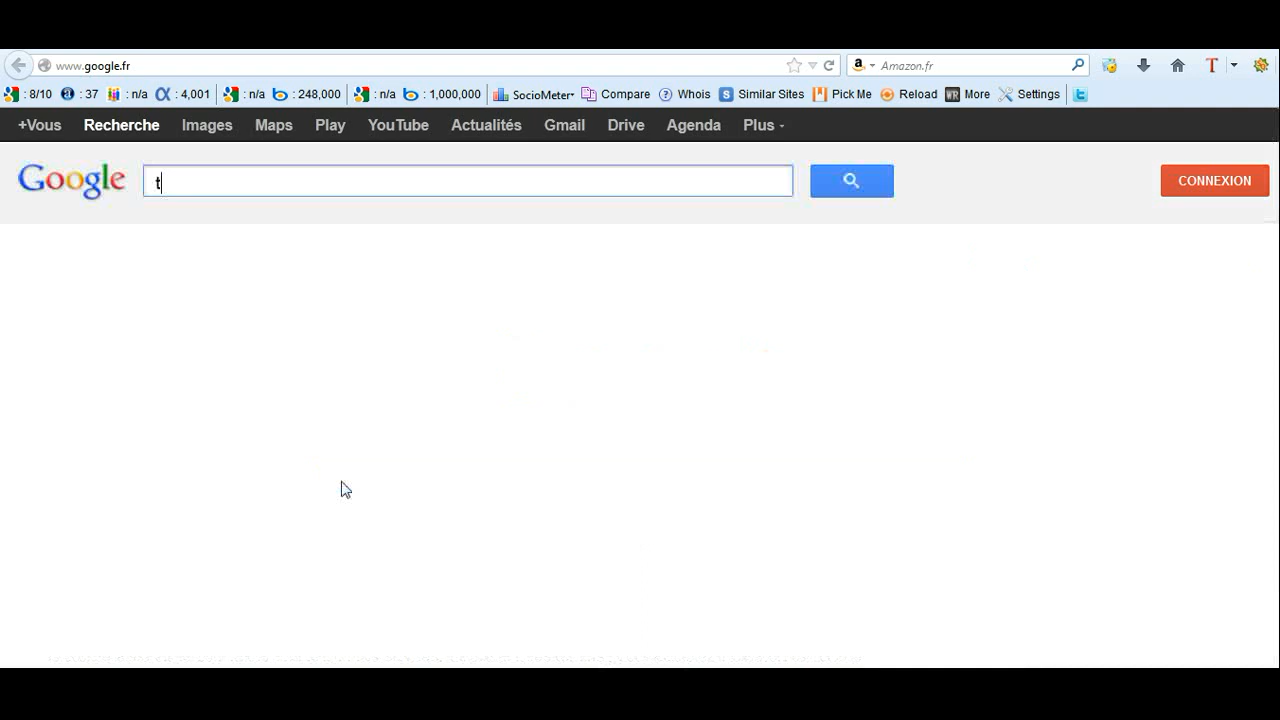 www.google.fr Amazon.fr T
: 8/10 : 37 : n/a : 4,001 : n/a : 248,000 : n/a : 1,000,000 SocioMeter Compare Whois Similar Sites Pick Me Reload WR More Settings
+Vous Recherche Images Maps Play YouTube Actualités Gmail Drive Agenda Plus
Google t CONNEXION